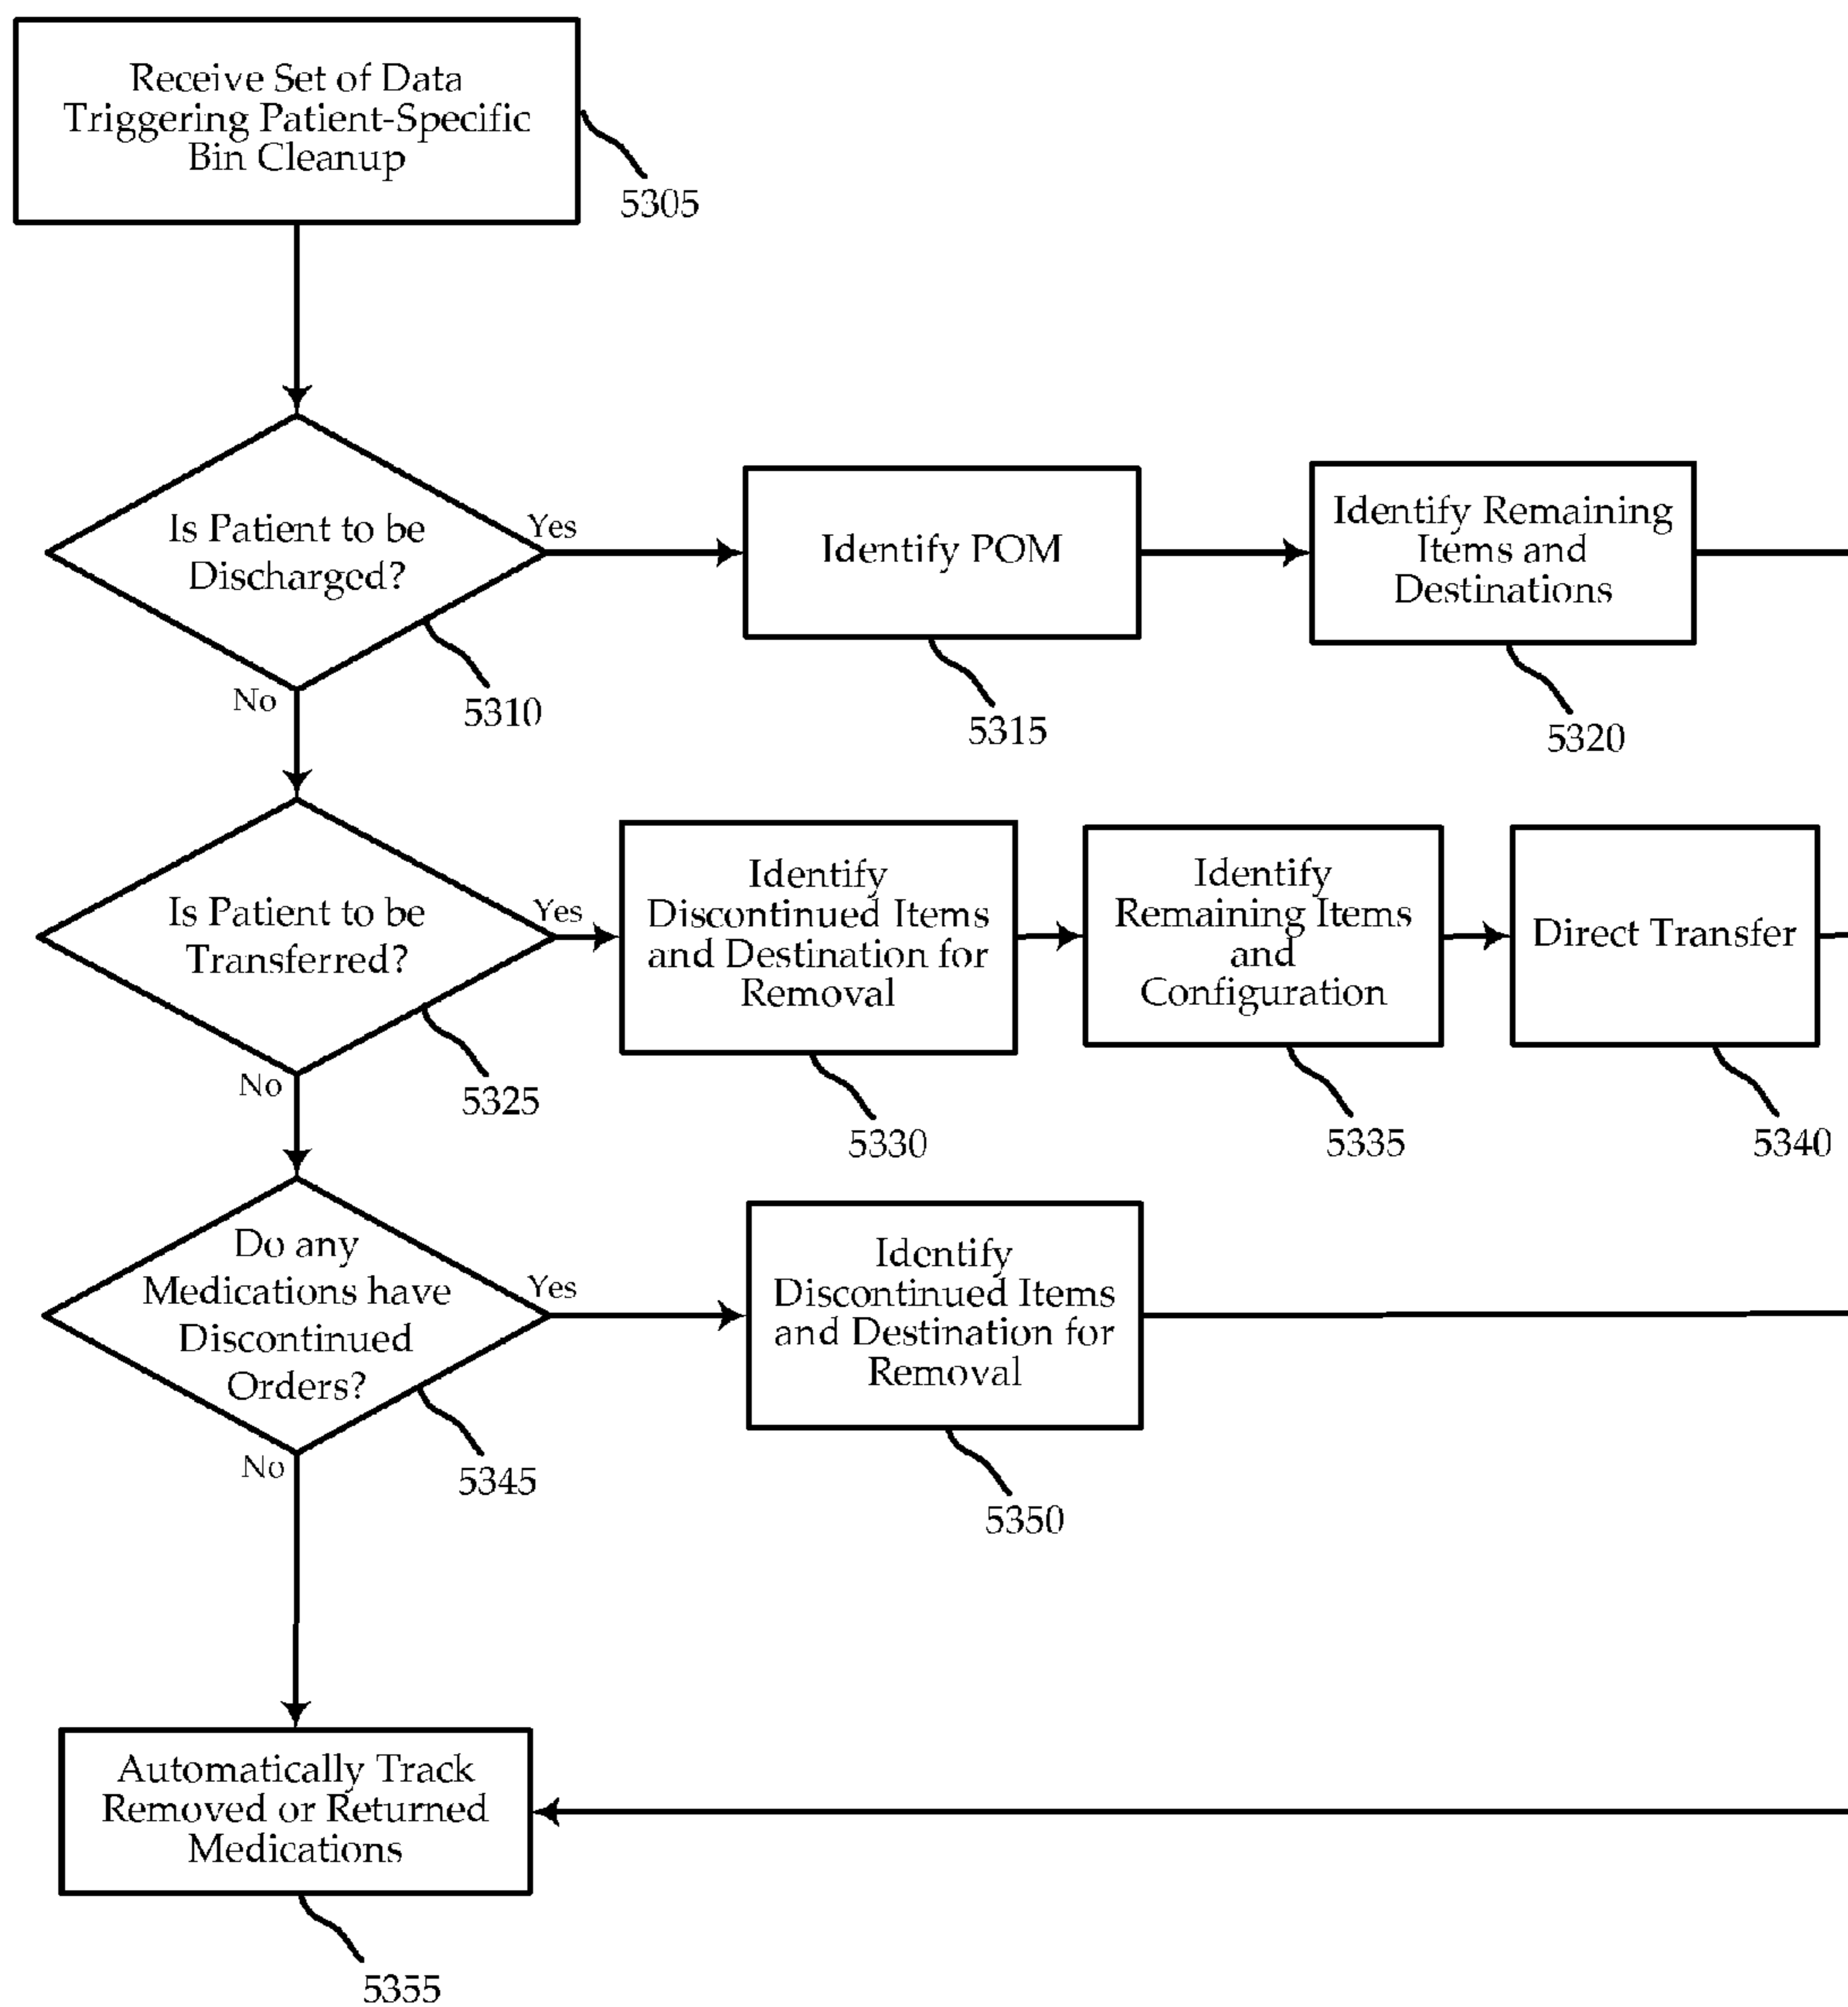 Receive Set of Data
Triggering Patient-Specific
Bin Cleanup
5305
Is Patient to be
Discharged?
Yes
No
5310
Identify POM
5315
Identify Remaining
Items and
Destinations
5320
Is Patient to be
Transferred?
Yes
No
5325
Identify
Discontinued Items
and Destination for
Removal
5330
Identify
Remaining Items
and
Configuration
5335
Direct Transfer
5340
Do any
Medications have
Discontinued
Orders?
Yes
No
5345
Identify
Discontinued Items
and Destination for
Removal
5350
Automatically Track
Removed or Returned
Medications
5355